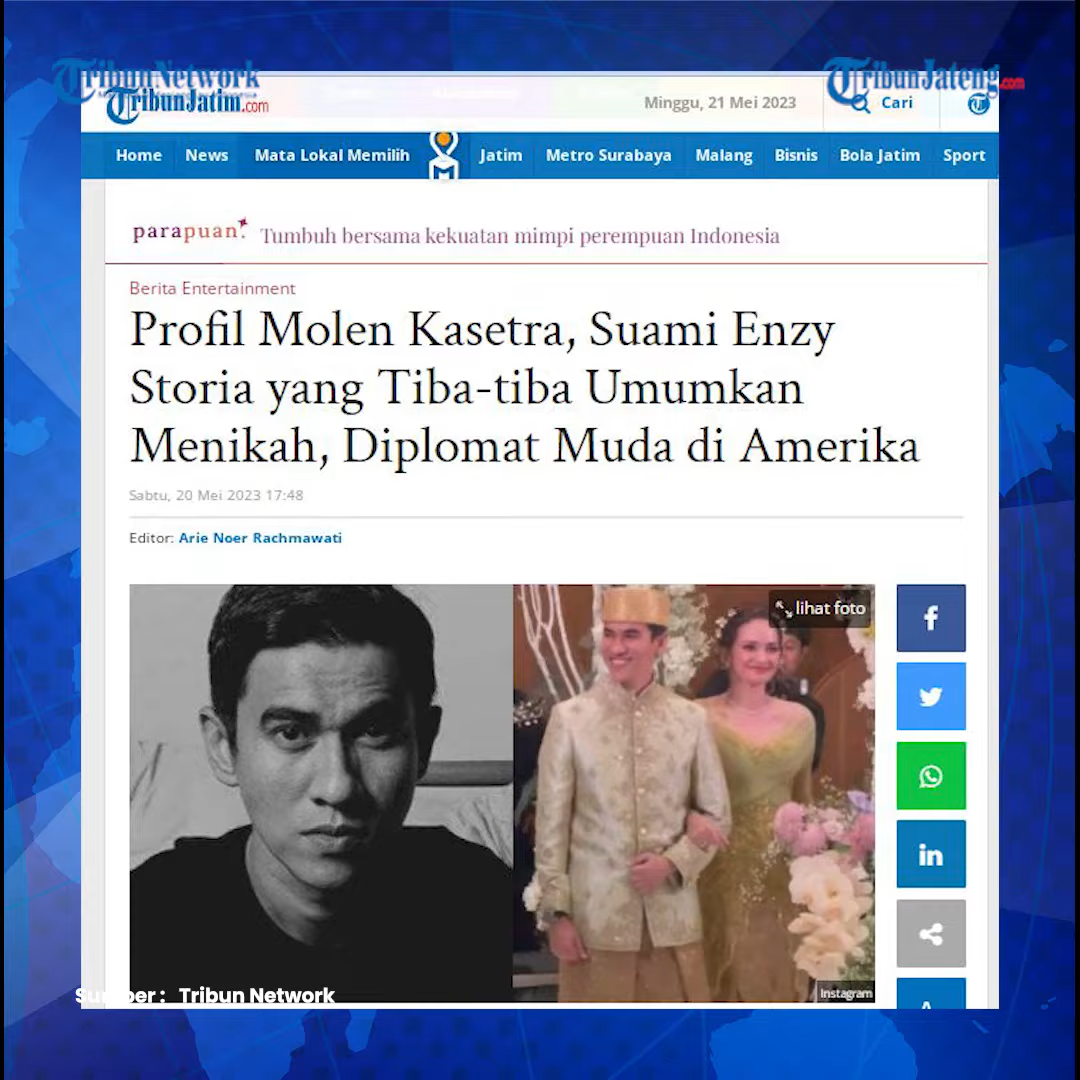 Tribun Network
TribunJateng.com
TribunJatim.com
Minggu, 21 Mei 2023
Cari
Home News Mata Lokal Memilih Jatim Metro Surabaya Malang Bisnis Bola Jatim Sport
parapuan. Tumbuh bersama kekuatan mimpi perempuan Indonesia
Berita Entertainment
Profil Molen Kasetra, Suami Enzy
Storia yang Tiba-tiba Umumkan
Menikah, Diplomat Muda di Amerika
Sabtu, 20 Mei 2023 17:48
Editor: Arie Noer Rachmawati
lihat foto
Instagram
Sumber : Tribun Network